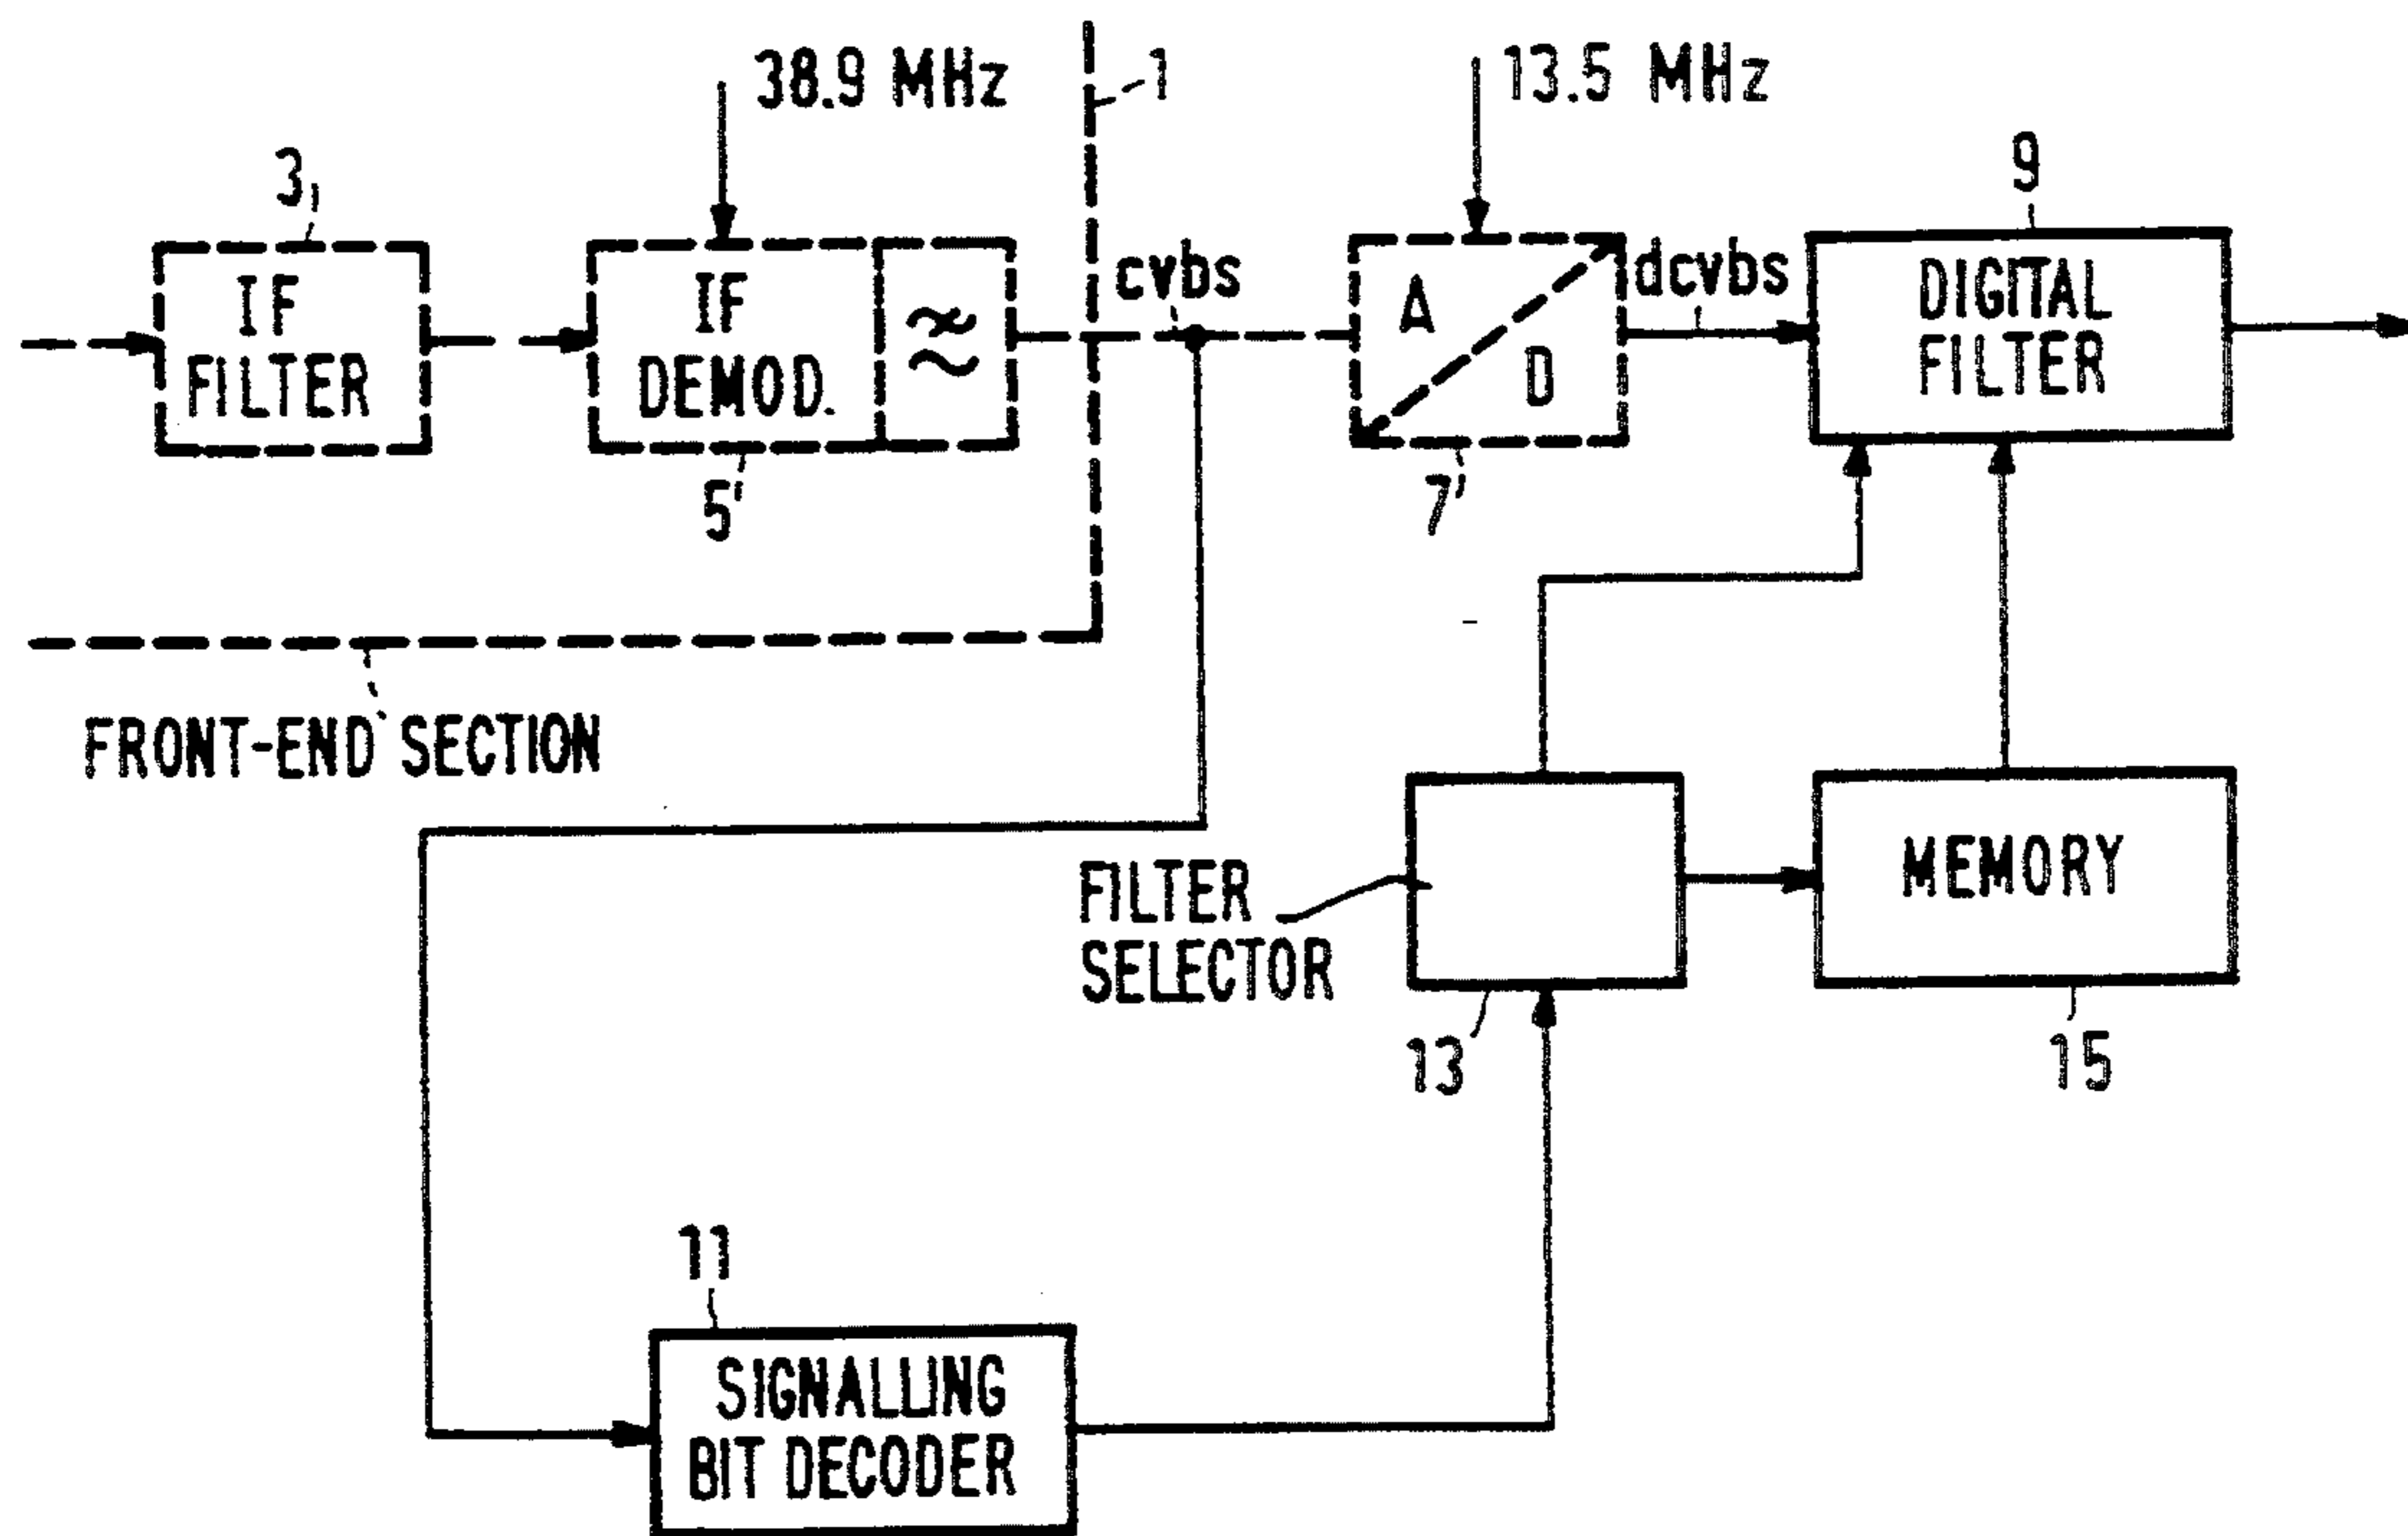 38.9 MHz
1
13.5 MHz
3
9
IF
FILTER
IF
DEMOD.
cvbs
A
D
dcvbs
DIGITAL
FILTER
5'
7'
FRONT-END SECTION
FILTER
SELECTOR
MEMORY
13
15
11
SIGNALLING
BIT DECODER